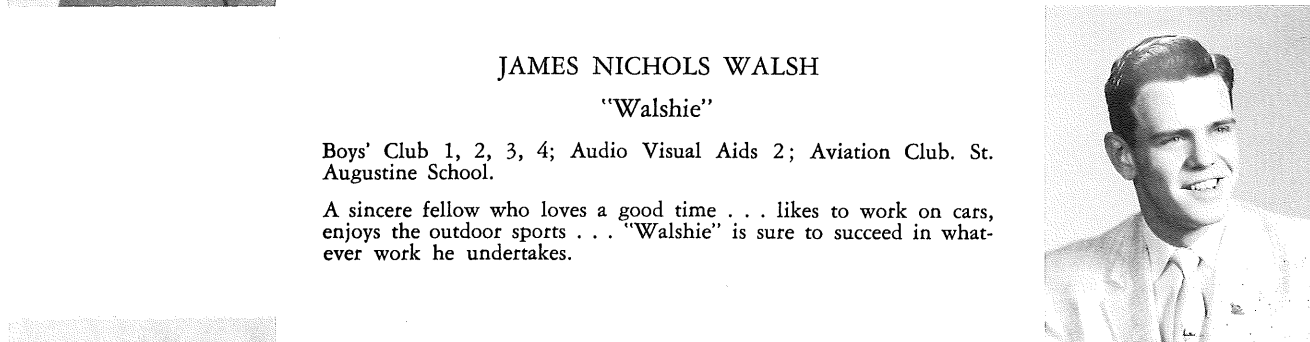 JAMES NICHOLS WALSH
"Walshie"
Boys' Club 1, 2, 3, 4; Audio Visual Aids 2; Aviation Club. St.
Augustine School.
A sincere fellow who loves a good time . . . likes to work on cars,
enjoys the outdoor sports . . . "Walshie" is sure to succeed in what-
ever work he undertakes.